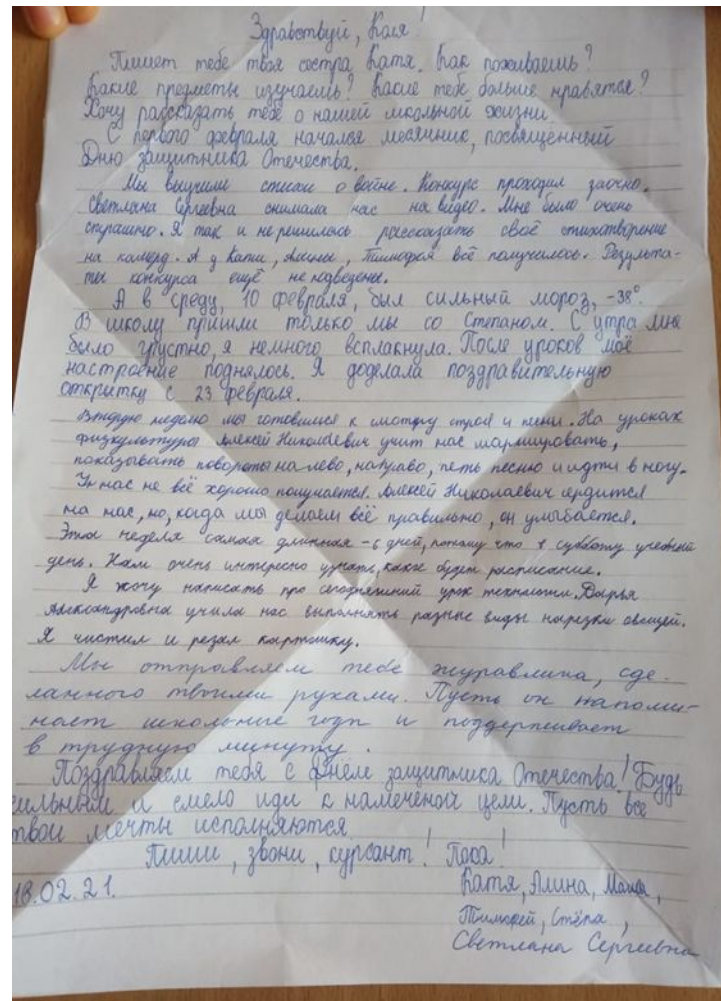 Здравствуй, Кася!
Пишет тебе твоя сестра Катя. Как поживаешь?
Какие предметы изучаешь? Какие тебе больше нравятся?
Хочу рассказать тебе о нашей школьной жизни.
С первого февраля начался месячник, посвященный
Дню защитника Отечества.
Мы выучили стихи о войне. Конкурс проходил заочно.
Светлана Сергеевна снимала нас на видео. Мне было очень
страшно. Я так и не решилась рассказать своё стихотворение
на камеру. А у Кати, Алины, Тимофея всё получилось. Результа-
ты конкурса ещё не подведены.
А в среду, 10 февраля, был сильный мороз, -38°.
В школу пришли только мы со Степаном. С утра мне
было грустно, я немного всплакнула. После уроков моё
настроение поднялось. Я доделала поздравительную
открытку с 23 февраля.
Вторую неделю мы готовимся к смотру строя и песни. На уроках
физкультуры Алексей Николаевич учит нас маршировать,
показывать повороты налево, направо, петь песню и идти в ногу.
У нас не всё хорошо получается. Алексей Николаевич сердится
на нас, но, когда мы делаем всё правильно, он улыбается.
Эта неделя самая длинная - 6 дней, потому что в субботу учебный
день. Нам очень интересно узнать, какое будет расписание.
Я хочу написать про сегодняшний урок технологии. Дарья
Александровна учила нас выполнять разные виды нарезки овощей.
Я чистил и резал картошку.
Мы отправляем тебе журавлика, сде-
ланного твоими руками. Пусть он напоми-
нает школьные годы и поддерживает
в трудную минуту.
Поздравляем тебя с Днём защитника Отечества! Будь
сильным и смело иди к намеченой цели. Пусть все
твои мечты исполняются.
Пиши, звони, курсант! Пока!
18.02.21.
Катя, Алина, Маша,
Тимофей, Стёпа,
Светлана Сергеевна